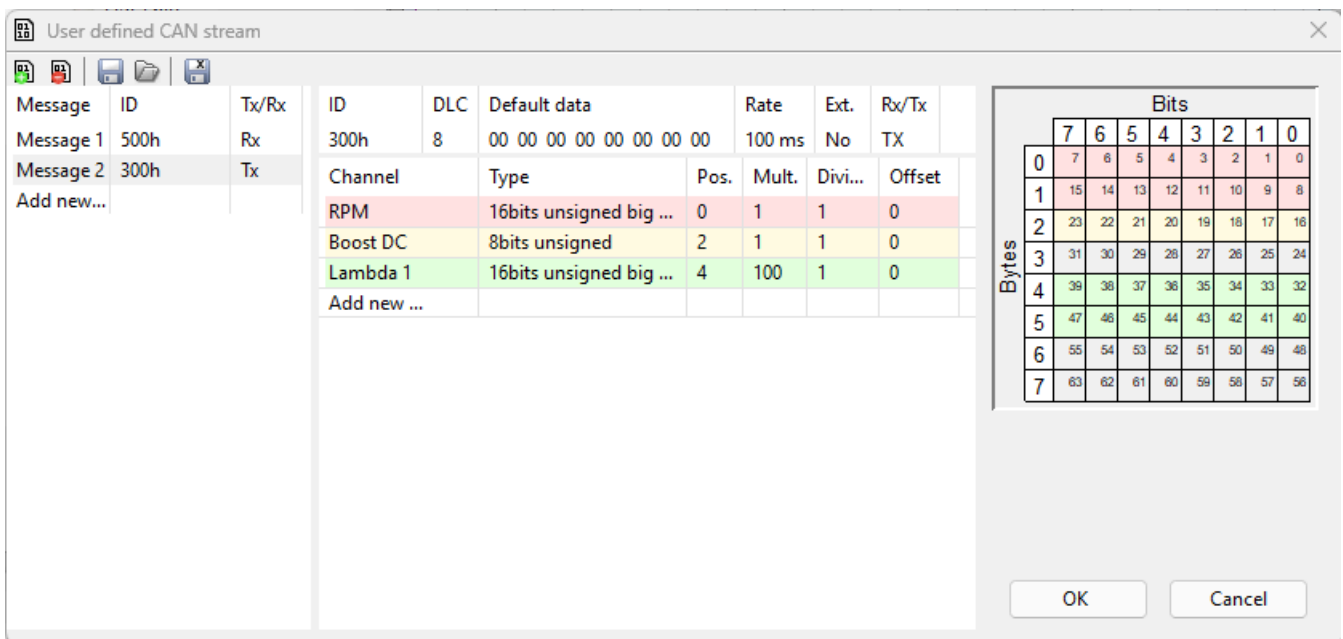 User defined CAN stream
Message ID Tx/Rx
Message 1 500h Rx
Message 2 300h Tx
Add new...
ID DLC Default data Rate Ext. Rx/Tx
300h 8 00 00 00 00 00 00 00 00 100 ms No TX
Channel Type Pos. Mult. Divi... Offset
RPM 16bits unsigned big ... 0 1 1 0
Boost DC 8bits unsigned 2 1 1 0
Lambda 1 16bits unsigned big ... 4 100 1 0
Add new ...
Bits
7 6 5 4 3 2 1 0
Bytes
0 7 6 5 4 3 2 1 0
1 15 14 13 12 11 10 9 8
2 23 22 21 20 19 18 17 16
3 31 30 29 28 27 26 25 24
4 39 38 37 36 35 34 33 32
5 47 46 45 44 43 42 41 40
6 55 54 53 52 51 50 49 48
7 63 62 61 60 59 58 57 56
OK Cancel